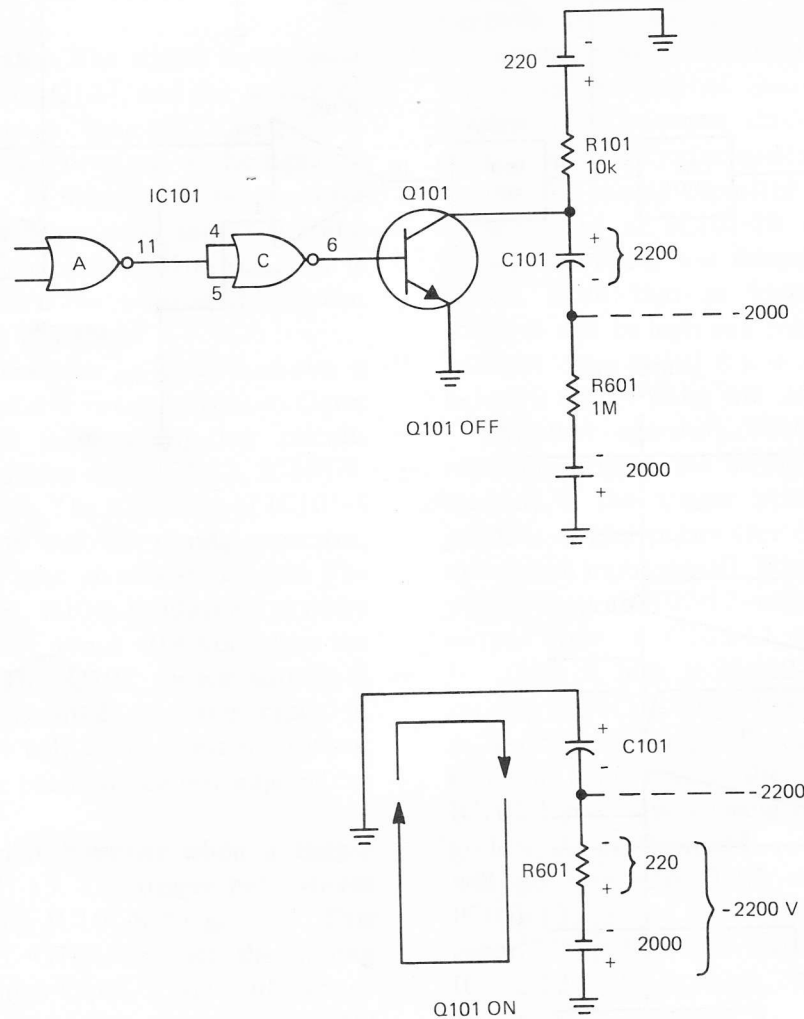 -
220
+
R101
10k
IC101
Q101
4
11
6
A
C
5
C101
+
-
2200
-2000
R601
1M
Q101 OFF
-
2000
+
+
C101
-
-2200
R601
-
220
+
-
2000
+
-2200 V
Q101 ON